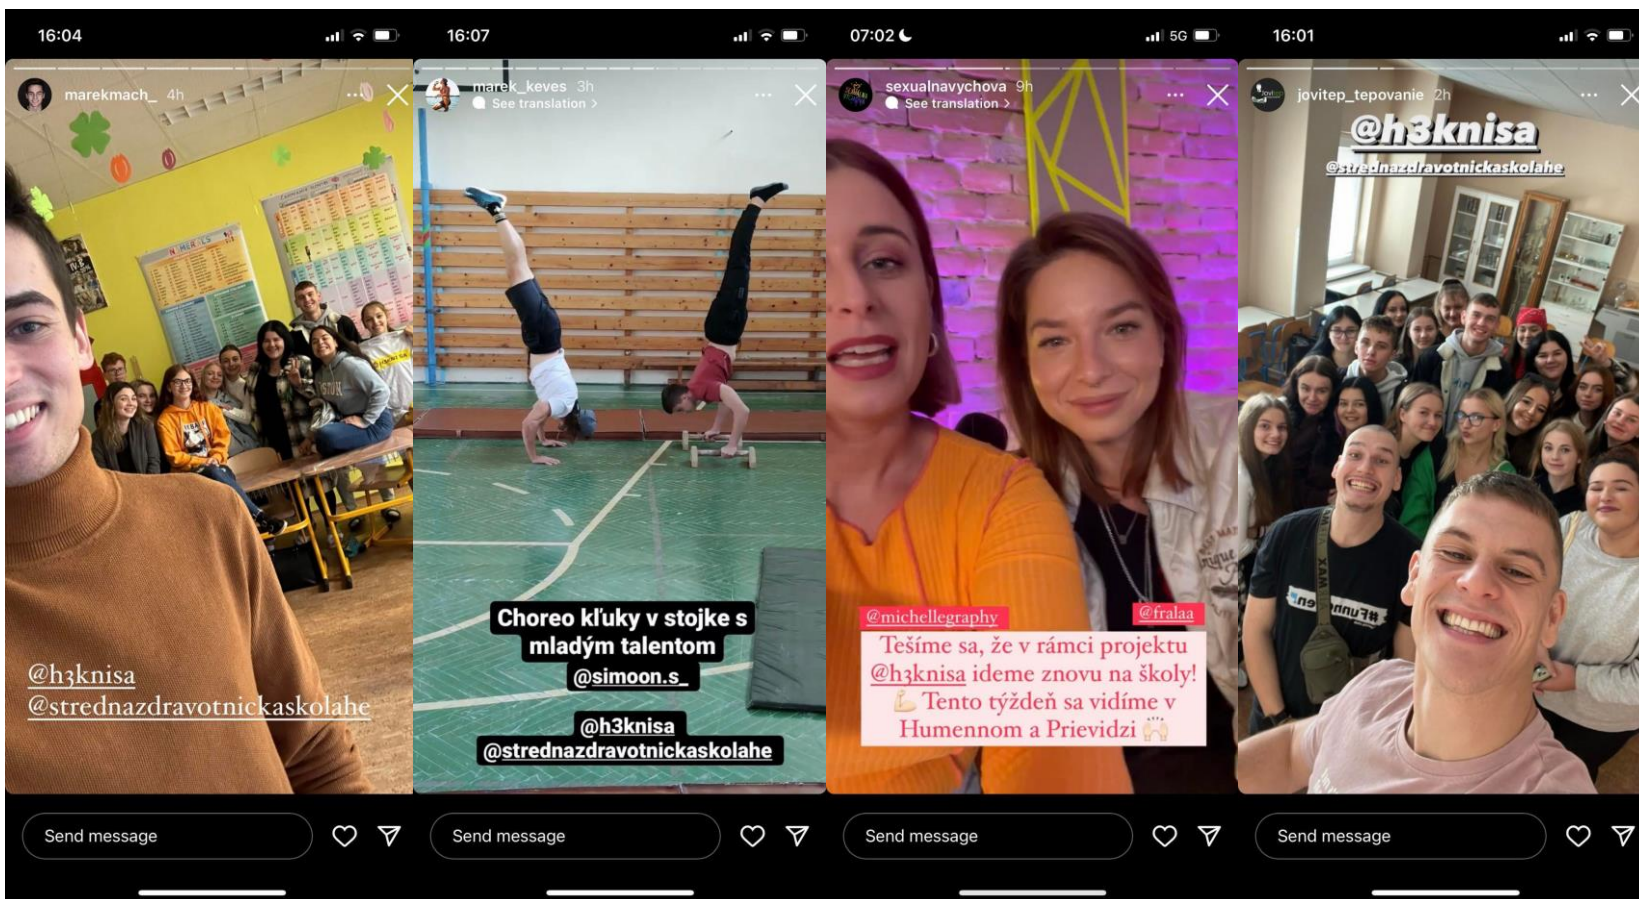 16:04
marekmach_ 4h
NUMERALS
@h3knisa
@strednazdravotnickaskolahe
Send message
16:07
marek_keves 3h
See translation >
Choreo kľuky v stojke s
mladým talentom
@simoon.s_
@h3knisa
@strednazdravotnickaskolahe
Send message
07:02
5G
sexualnavychova 9h
See translation >
@michellegraphy
@fralaa
Tešíme sa, že v rámci projektu
@h3knisa ideme znovu na školy!
💪🏻 Tento týždeň sa vidíme v
Humennom a Prievidzi 🙌🏻
Send message
16:01
jovitep_tepovanie 2h
@h3knisa
@strednazdravotnickaskolahe
Send message